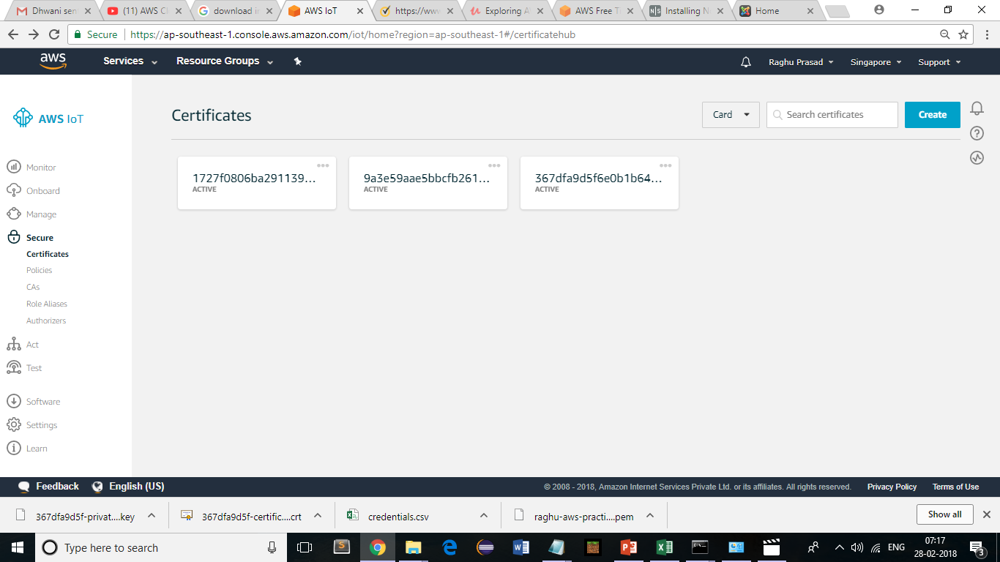 Dhwani sen
(11) AWS Cl
download ir
AWS IoT
https://www
Exploring A
AWS Free T
Installing N
Home
Secure
https://ap-southeast-1.console.aws.amazon.com/iot/home?region=ap-southeast-1#/certificatehub
aws
Services
Resource Groups
Raghu Prasad
Singapore
Support
AWS IoT
Monitor
Onboard
Manage
Secure
Certificates
Policies
CAs
Role Aliases
Authorizers
Act
Test
Software
Settings
Learn
Certificates
Card
Search certificates
Create
1727f0806ba291139...
ACTIVE
9a3e59aae5bbcfb261...
ACTIVE
367dfa9d5f6e0b1b64...
ACTIVE
Feedback
English (US)
© 2008 - 2018, Amazon Internet Services Private Ltd. or its affiliates. All rights reserved.
Privacy Policy
Terms of Use
367dfa9d5f-privat....key
367dfa9d5f-certific....crt
credentials.csv
raghu-aws-practi....pem
Show all
Type here to search
ENG
07:17
28-02-2018
3